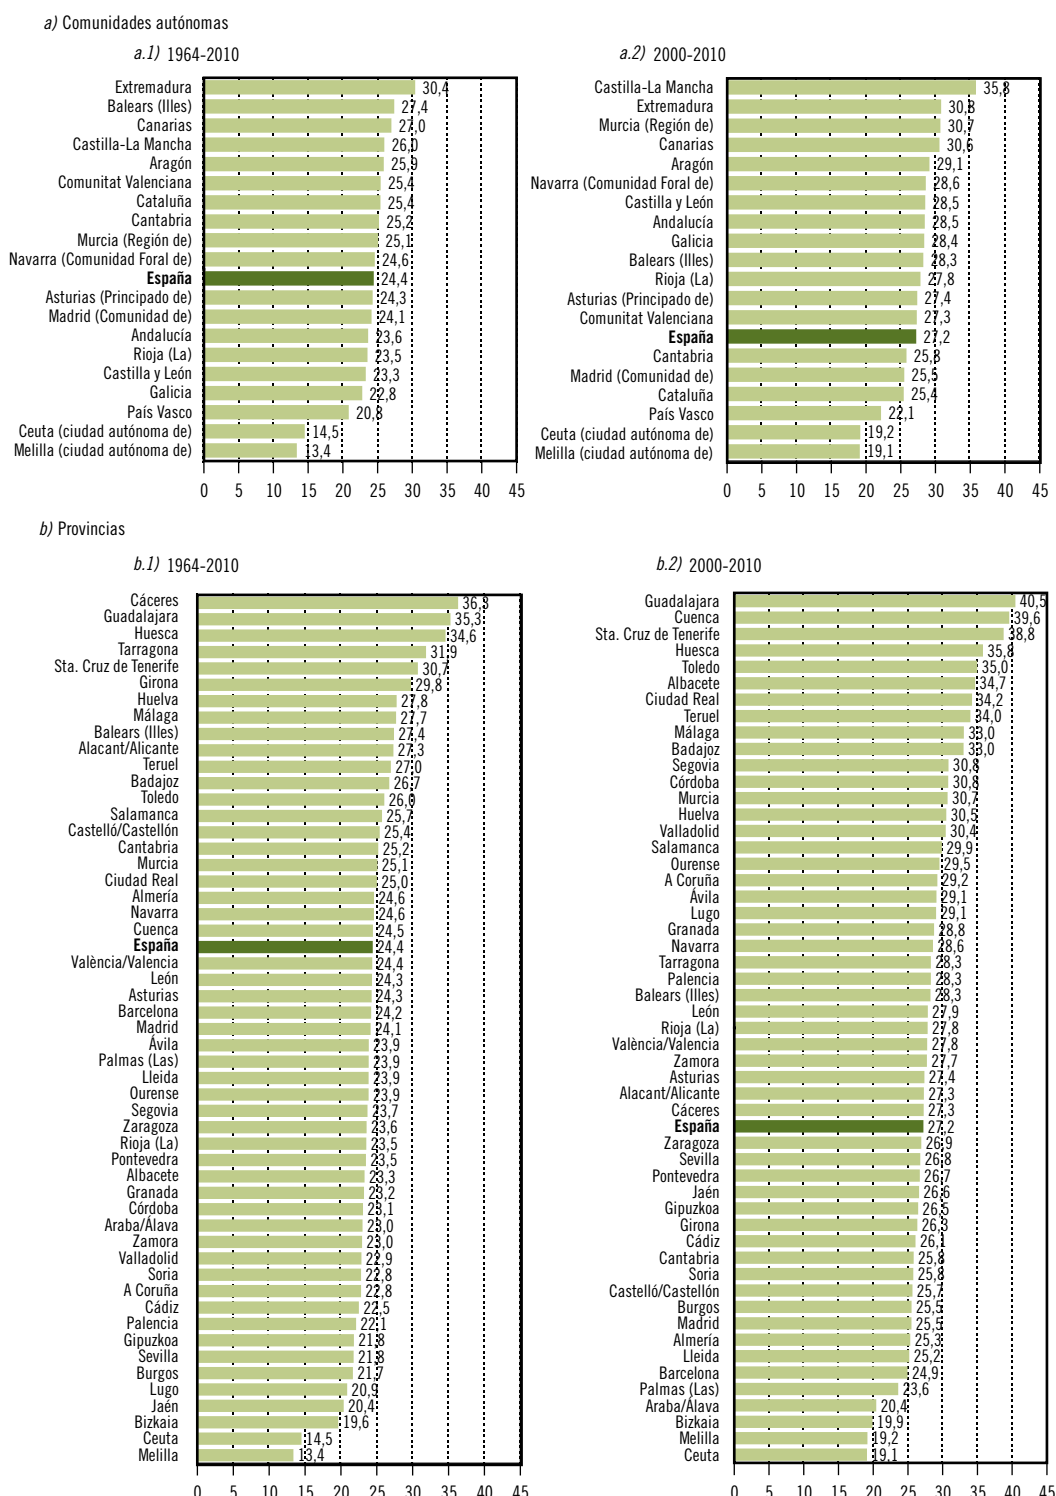 a) Comunidades autónomas
a.1) 1964-2010
Extremadura 30,4
Balears (Illes) 27,4
Canarias 27,0
Castilla-La Mancha 26,0
Aragón 25,9
Comunitat Valenciana 25,4
Cataluña 25,4
Cantabria 25,2
Murcia (Región de) 25,1
Navarra (Comunidad Foral de) 24,6
España 24,4
Asturias (Principado de) 24,3
Madrid (Comunidad de) 24,1
Andalucía 23,6
Rioja (La) 23,5
Castilla y León 23,3
Galicia 22,8
País Vasco 20,8
Ceuta (ciudad autónoma de) 14,5
Melilla (ciudad autónoma de) 13,4
0 5 10 15 20 25 30 35 40 45
a.2) 2000-2010
Castilla-La Mancha 35,8
Extremadura 30,8
Murcia (Región de) 30,7
Canarias 30,6
Aragón 29,1
Navarra (Comunidad Foral de) 28,6
Castilla y León 28,5
Andalucía 28,5
Galicia 28,4
Balears (Illes) 28,3
Rioja (La) 27,8
Asturias (Principado de) 27,4
Comunitat Valenciana 27,3
España 27,2
Cantabria 25,8
Madrid (Comunidad de) 25,5
Cataluña 25,4
País Vasco 22,1
Ceuta (ciudad autónoma de) 19,2
Melilla (ciudad autónoma de) 19,1
0 5 10 15 20 25 30 35 40 45
b) Provincias
b.1) 1964-2010
Cáceres 36,3
Guadalajara 35,3
Huesca 34,6
Tarragona 31,9
Sta. Cruz de Tenerife 30,7
Girona 29,8
Huelva 27,8
Málaga 27,7
Balears (Illes) 27,4
Alacant/Alicante 27,3
Teruel 27,0
Badajoz 26,7
Toledo 26,0
Salamanca 25,7
Castelló/Castellón 25,4
Cantabria 25,2
Murcia 25,1
Ciudad Real 25,0
Almería 24,6
Navarra 24,6
Cuenca 24,5
España 24,4
València/Valencia 24,4
León 24,3
Asturias 24,3
Barcelona 24,2
Madrid 24,1
Ávila 23,9
Palmas (Las) 23,9
Lleida 23,9
Ourense 23,9
Segovia 23,7
Zaragoza 23,6
Rioja (La) 23,5
Pontevedra 23,5
Albacete 23,3
Granada 23,2
Córdoba 23,1
Araba/Álava 23,0
Zamora 23,0
Valladolid 22,9
Soria 22,8
A Coruña 22,8
Cádiz 22,5
Palencia 22,1
Gipuzkoa 21,8
Sevilla 21,8
Burgos 21,7
Lugo 20,9
Jaén 20,4
Bizkaia 19,6
Ceuta 14,5
Melilla 13,4
0 5 10 15 20 25 30 35 40 45
b.2) 2000-2010
Guadalajara 40,5
Cuenca 39,6
Sta. Cruz de Tenerife 38,8
Huesca 35,8
Toledo 35,0
Albacete 34,7
Ciudad Real 34,2
Teruel 34,0
Málaga 33,0
Badajoz 33,0
Segovia 30,8
Córdoba 30,8
Murcia 30,7
Huelva 30,5
Valladolid 30,4
Salamanca 29,9
Ourense 29,5
A Coruña 29,2
Ávila 29,1
Lugo 29,1
Granada 28,8
Navarra 28,6
Tarragona 28,3
Palencia 28,3
Balears (Illes) 28,3
León 27,9
Rioja (La) 27,8
València/Valencia 27,8
Zamora 27,7
Asturias 27,4
Alacant/Alicante 27,3
Cáceres 27,3
España 27,2
Zaragoza 26,9
Sevilla 26,8
Pontevedra 26,7
Jaén 26,6
Gipuzkoa 26,5
Girona 26,3
Cádiz 26,1
Cantabria 25,8
Soria 25,8
Castelló/Castellón 25,7
Burgos 25,5
Madrid 25,5
Almería 25,3
Lleida 25,2
Barcelona 24,9
Palmas (Las) 23,6
Araba/Álava 20,4
Bizkaia 19,9
Melilla 19,2
Ceuta 19,1
0 5 10 15 20 25 30 35 40 45